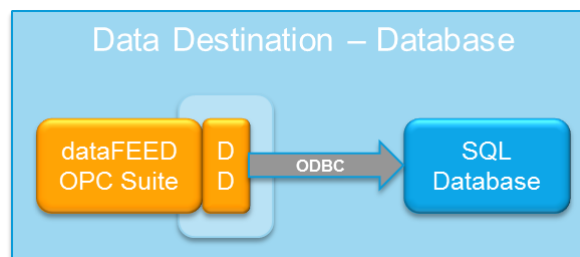 Data Destination – Database
dataFEED
OPC Suite
D
D
ODBC
SQL
Database